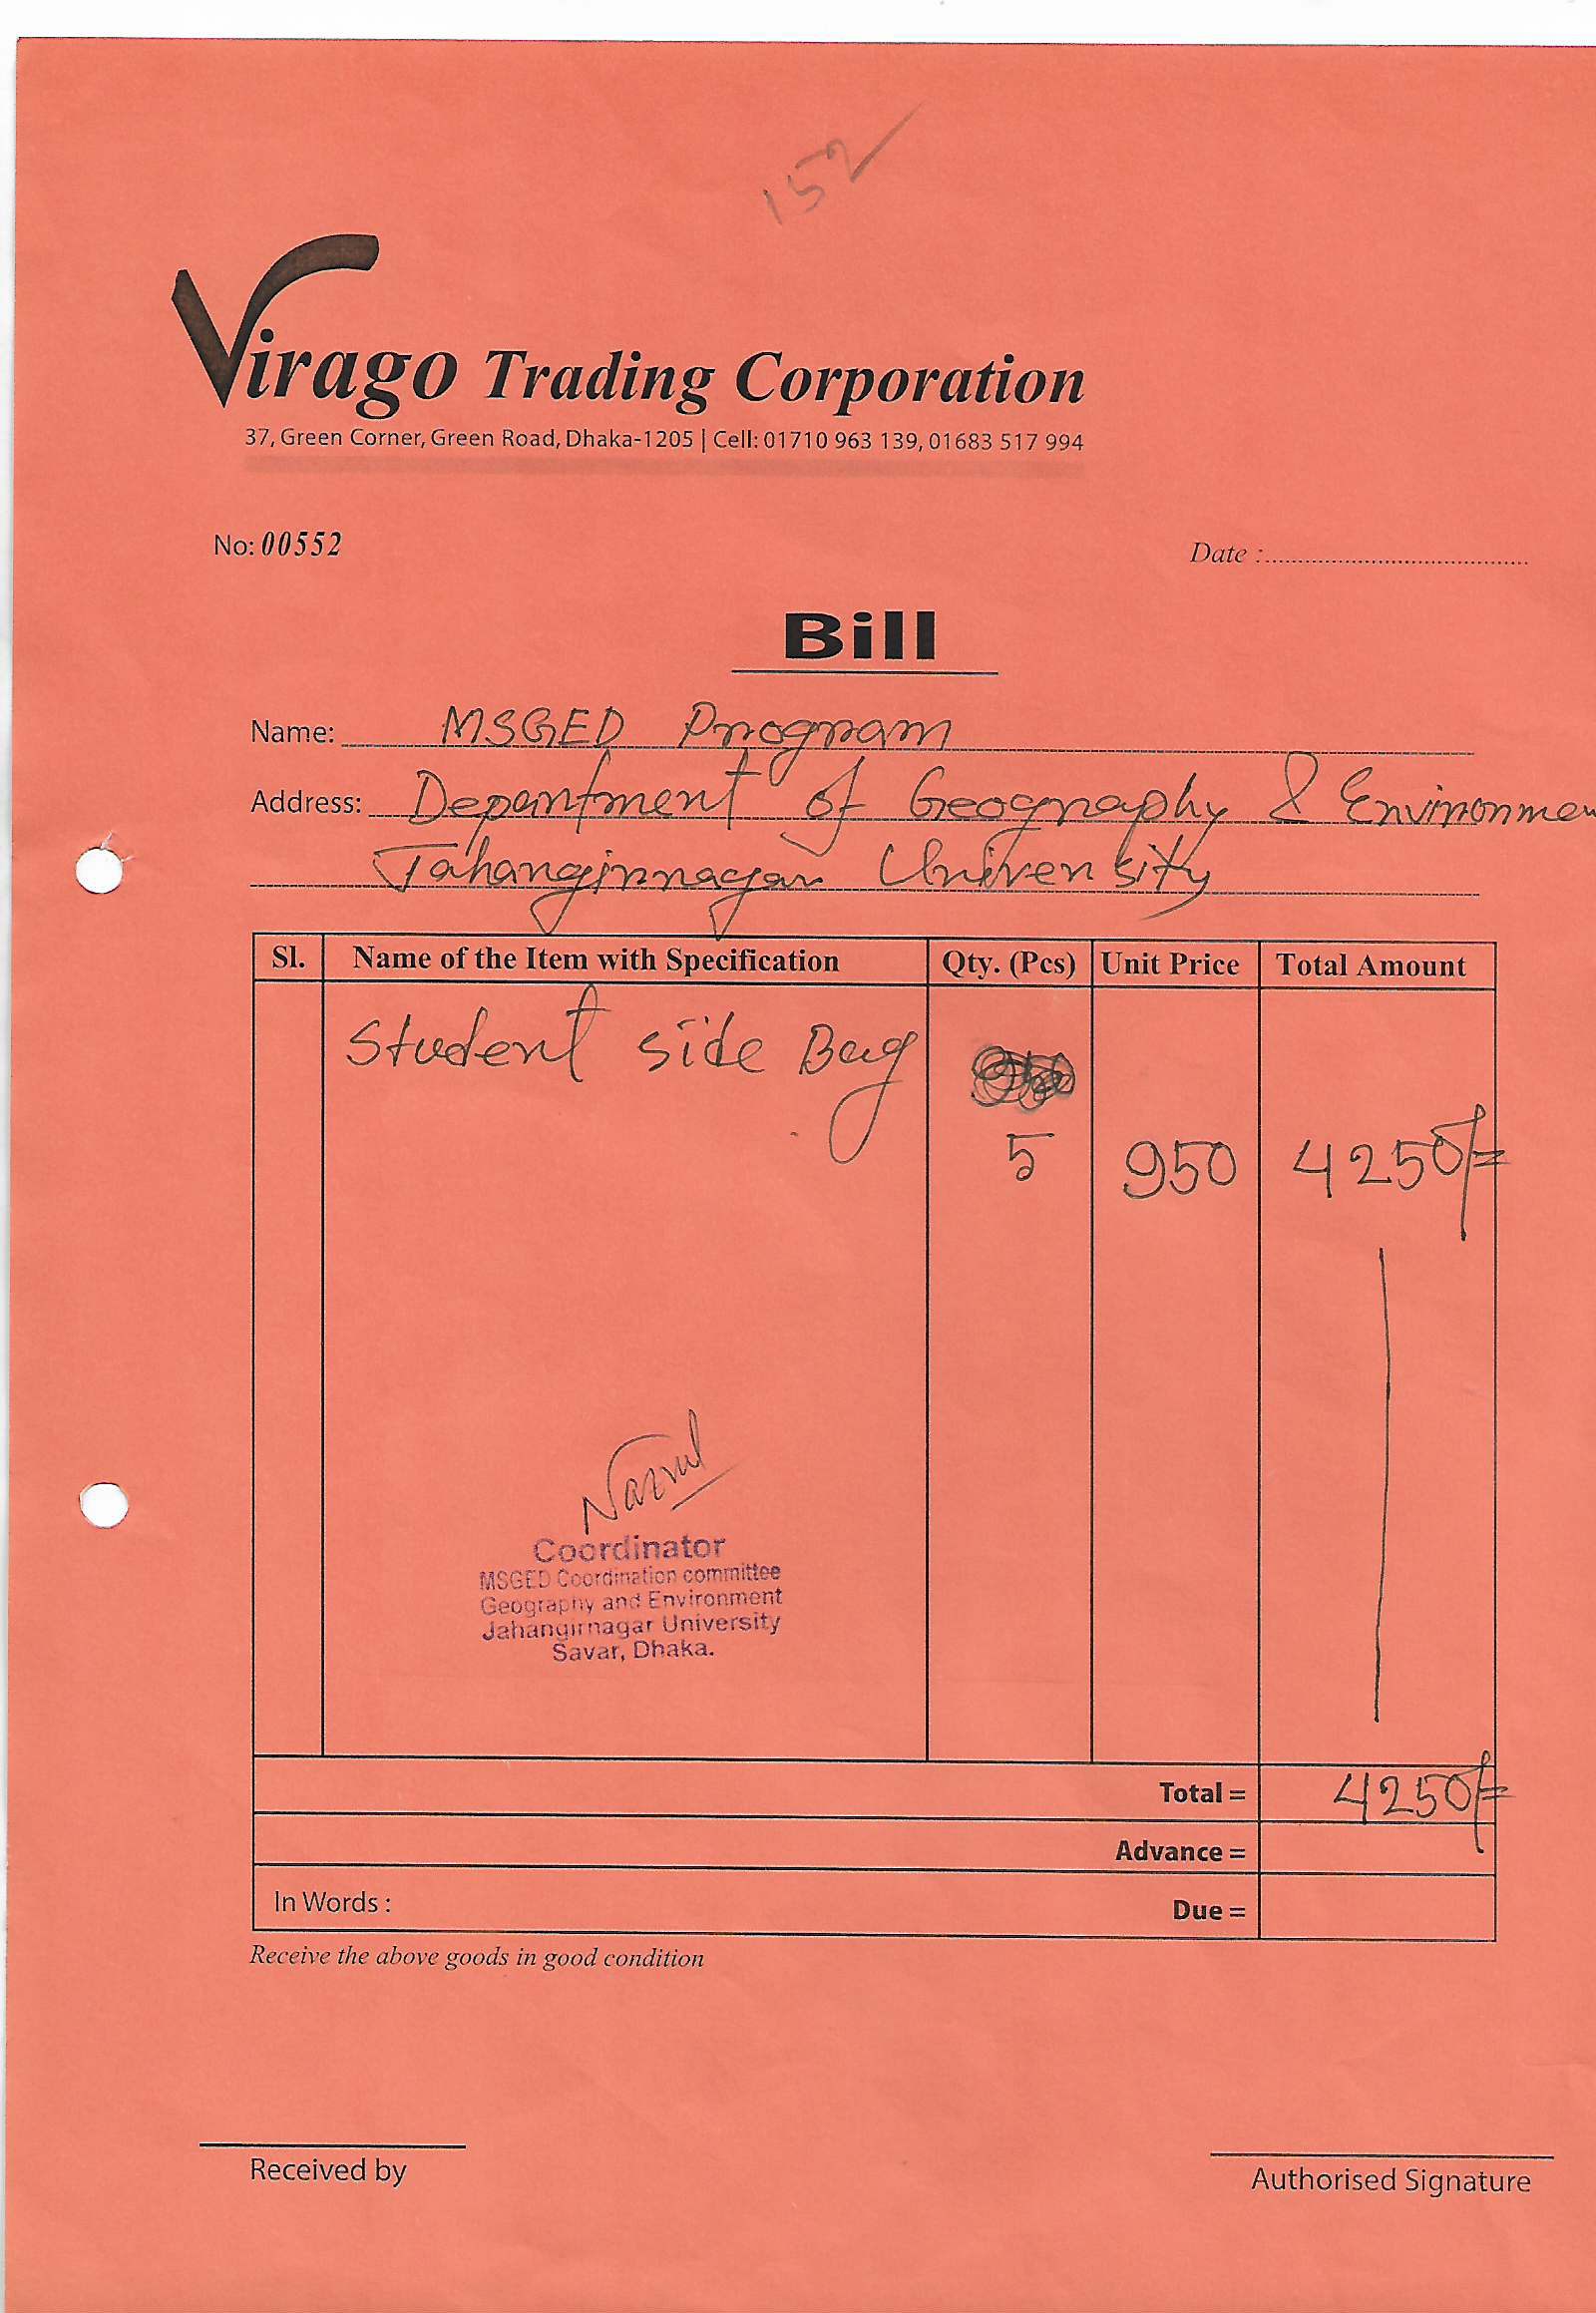 152
Virago Trading Corporation
37, Green Corner, Green Road, Dhaka-1205 | Cell: 01710 963 139, 01683 517 994
No: 00552 Date :
Bill
Name: MSGED Program
Address: Department of Geography & Environmen
Jahangirnagar University
Sl. Name of the Item with Specification Qty. (Pcs) Unit Price Total Amount
Student side Bag
5 950 4250/=
Nazrul
Coordinator
MSGED Coordination committee
Geography and Environment
Jahangirnagar University
Savar, Dhaka.
Total = 4250/=
Advance =
In Words : Due =
Receive the above goods in good condition
Received by Authorised Signature